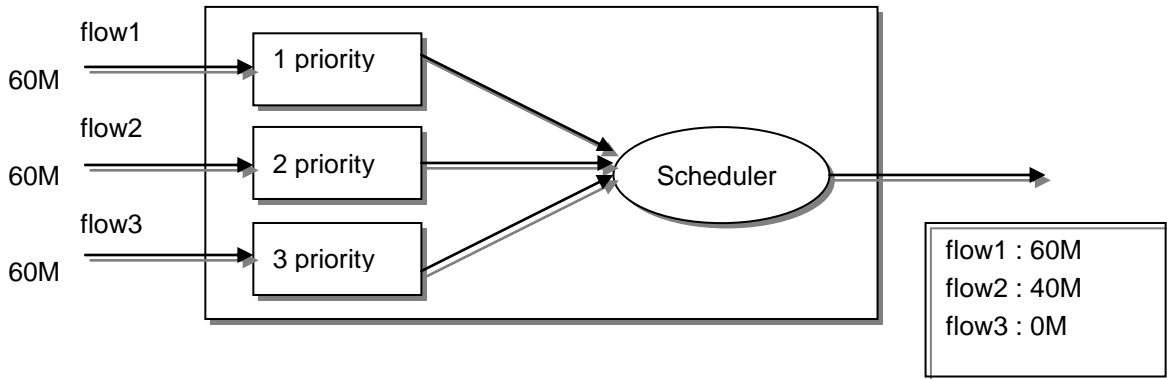 flow1
60M
1 priority
flow2
60M
2 priority
flow3
60M
3 priority
Scheduler
flow1 : 60M
flow2 : 40M
flow3 : 0M